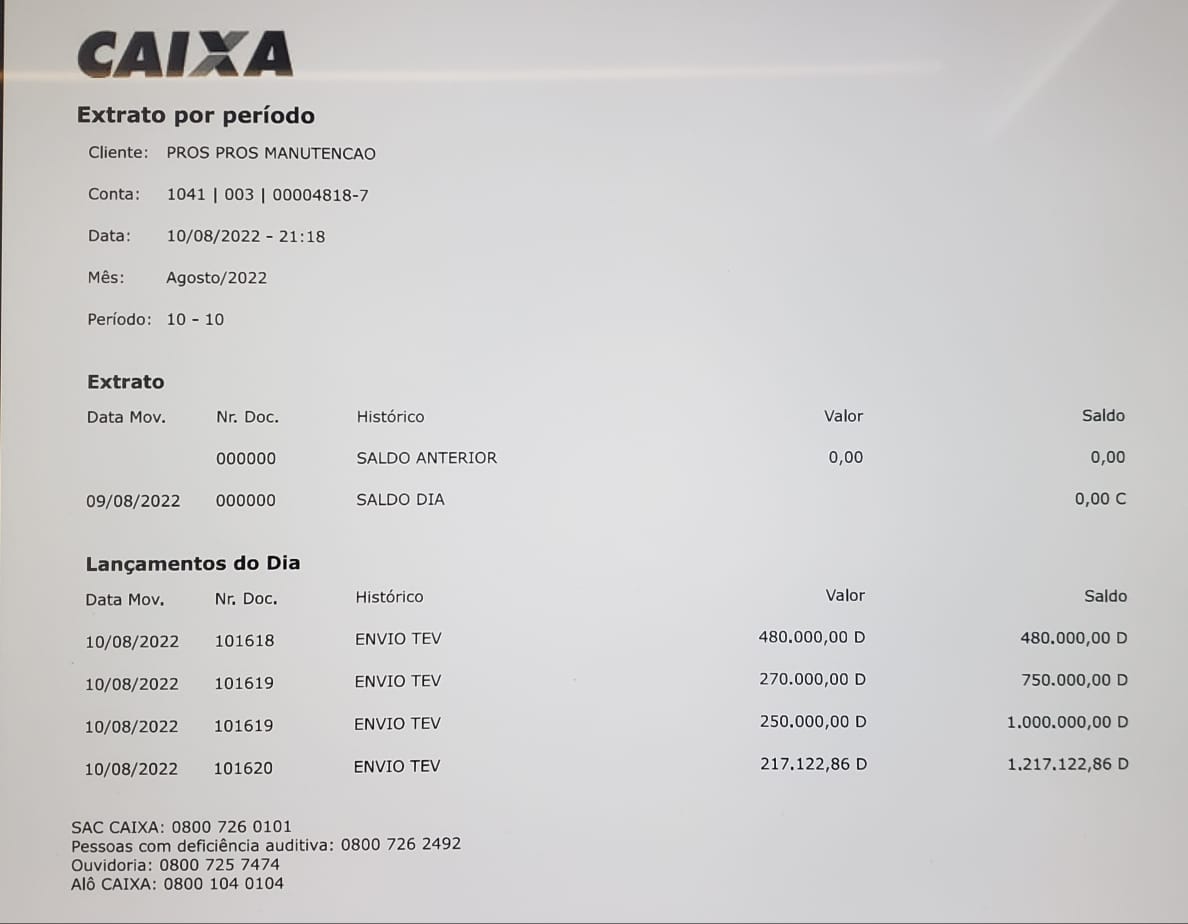 CAIXA
Extrato por período
Cliente: PROS PROS MANUTENCAO
Conta: 1041 | 003 | 00004818-7
Data: 10/08/2022 - 21:18
Mês: Agosto/2022
Período: 10 - 10
Extrato
Data Mov. Nr. Doc. Histórico Valor Saldo
000000 SALDO ANTERIOR 0,00 0,00
09/08/2022 000000 SALDO DIA 0,00 C
Lançamentos do Dia
Data Mov. Nr. Doc. Histórico Valor Saldo
10/08/2022 101618 ENVIO TEV 480.000,00 D 480.000,00 D
10/08/2022 101619 ENVIO TEV 270.000,00 D 750.000,00 D
10/08/2022 101619 ENVIO TEV 250.000,00 D 1.000.000,00 D
10/08/2022 101620 ENVIO TEV 217.122,86 D 1.217.122,86 D
SAC CAIXA: 0800 726 0101
Pessoas com deficiência auditiva: 0800 726 2492
Ouvidoria: 0800 725 7474
Alô CAIXA: 0800 104 0104